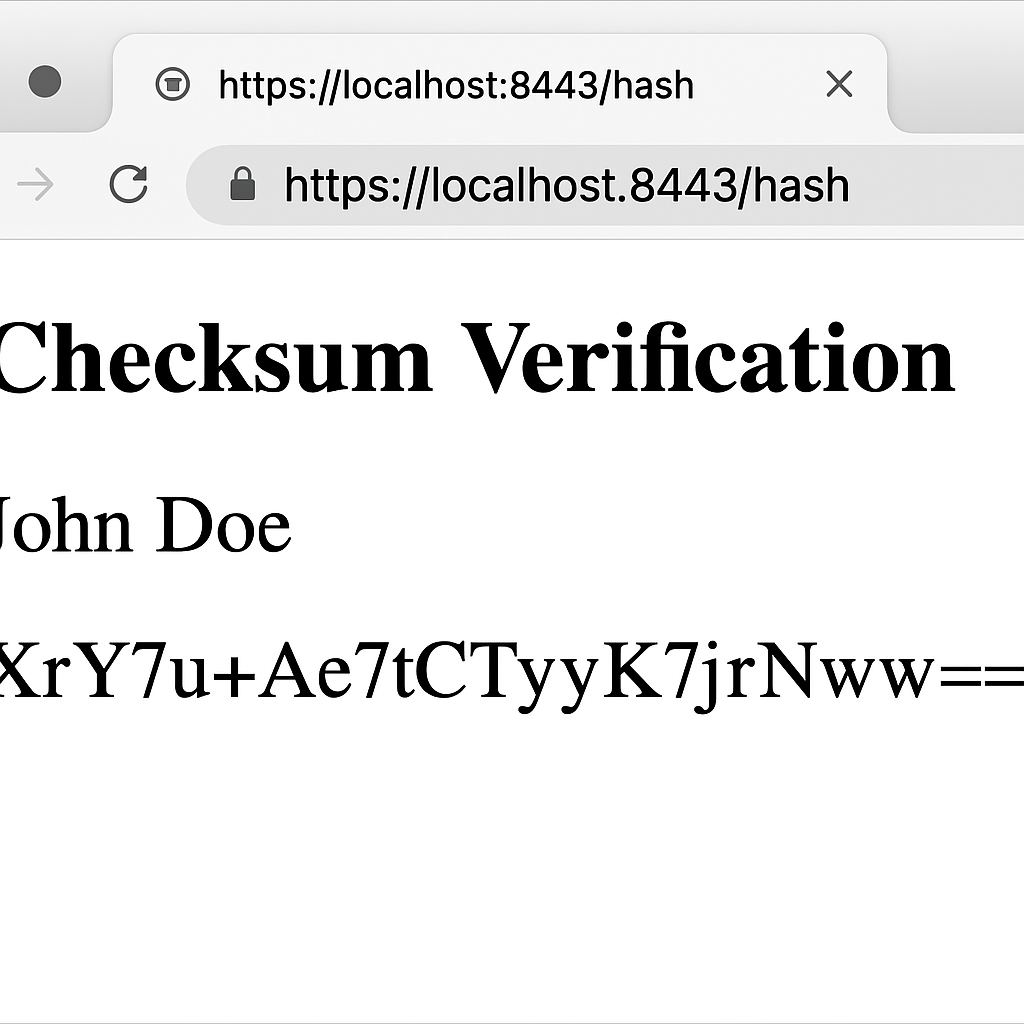 https://localhost:8443/hash
https://localhost.8443/hash
Checksum Verification
John Doe
XrY7u+Ae7tCTyyK7jrNww==